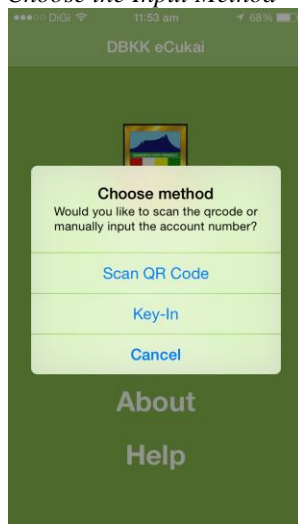 Choose the Input Method
DiGi 11:53 am 68%
DBKK eCukai
Choose method
Would you like to scan the qrcode or
manually input the account number?
Scan QR Code
Key-In
Cancel
About
Help